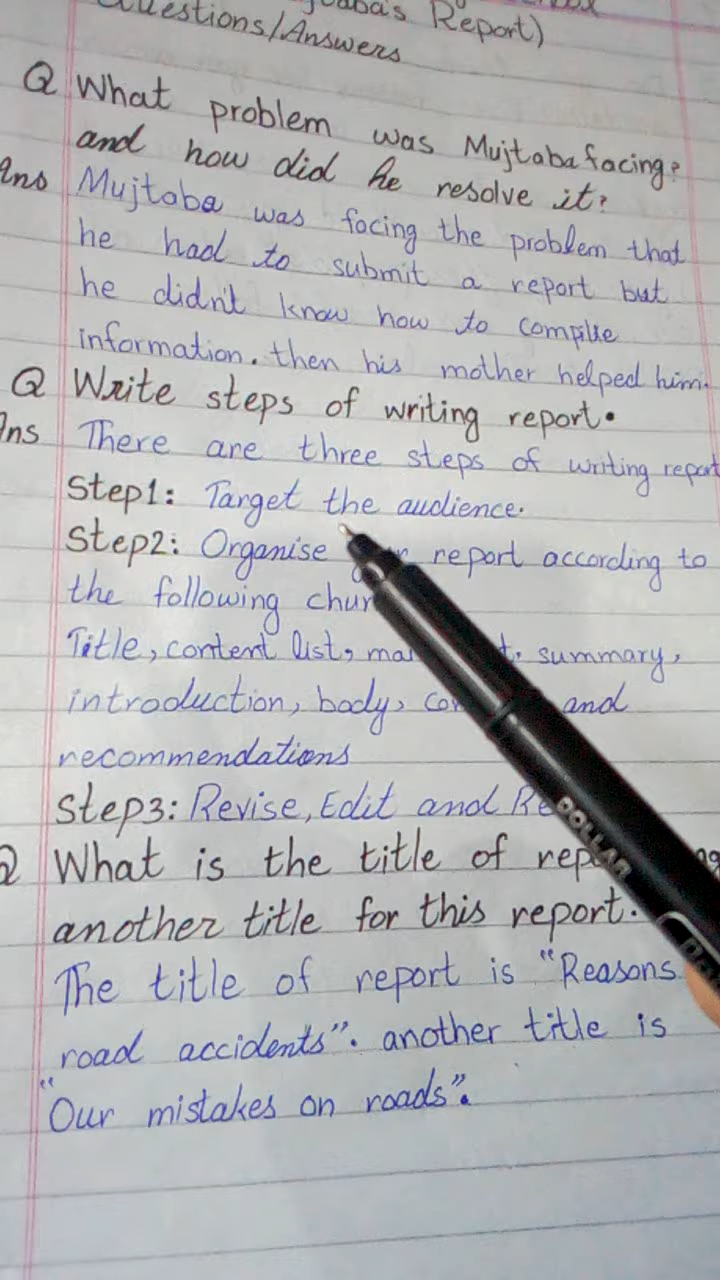 Questions/Answers Report)
Q What problem was Mujtaba facing?
and how did he resolve it?
Ans Mujtaba was facing the problem that
he had to submit a report but
he didn't know how to compile
information. then his mother helped him.
Q Write steps of writing report.
Ans There are three steps of writing report
Step1: Target the audience.
Step2: Organise report according to
the following
Title, content list, summary,
introduction, body, and
recommendations
Step3: Revise, Edit and
Q What is the title of
another title for this report.
The title of report is "Reasons
road accidents". another title is
"Our mistakes on roads".
DOLLAR